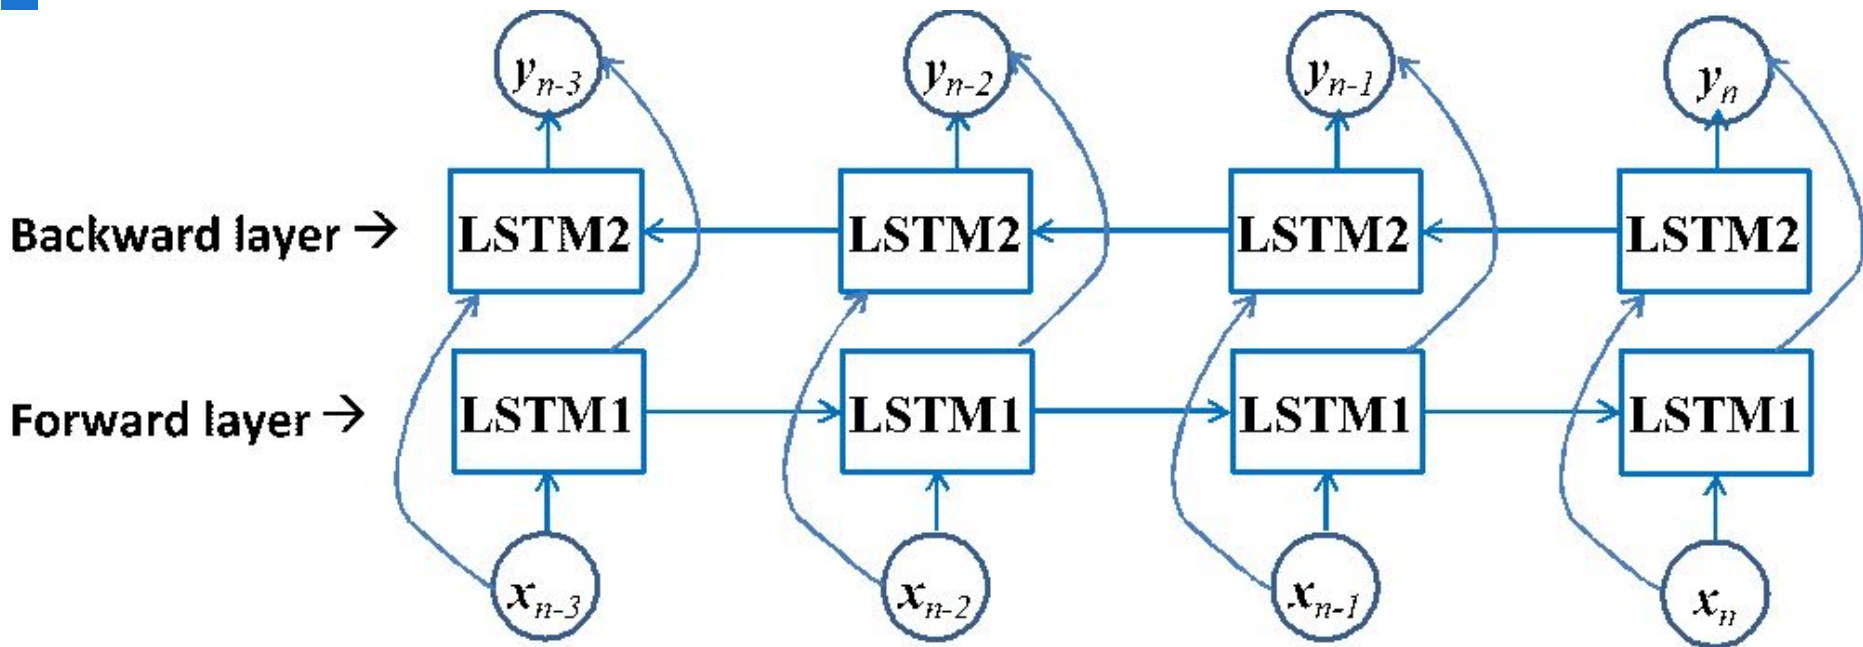 yn-3 yn-2 yn-1 yn
Backward layer → LSTM2 LSTM2 LSTM2 LSTM2
Forward layer → LSTM1 LSTM1 LSTM1 LSTM1
xn-3 xn-2 xn-1 xn